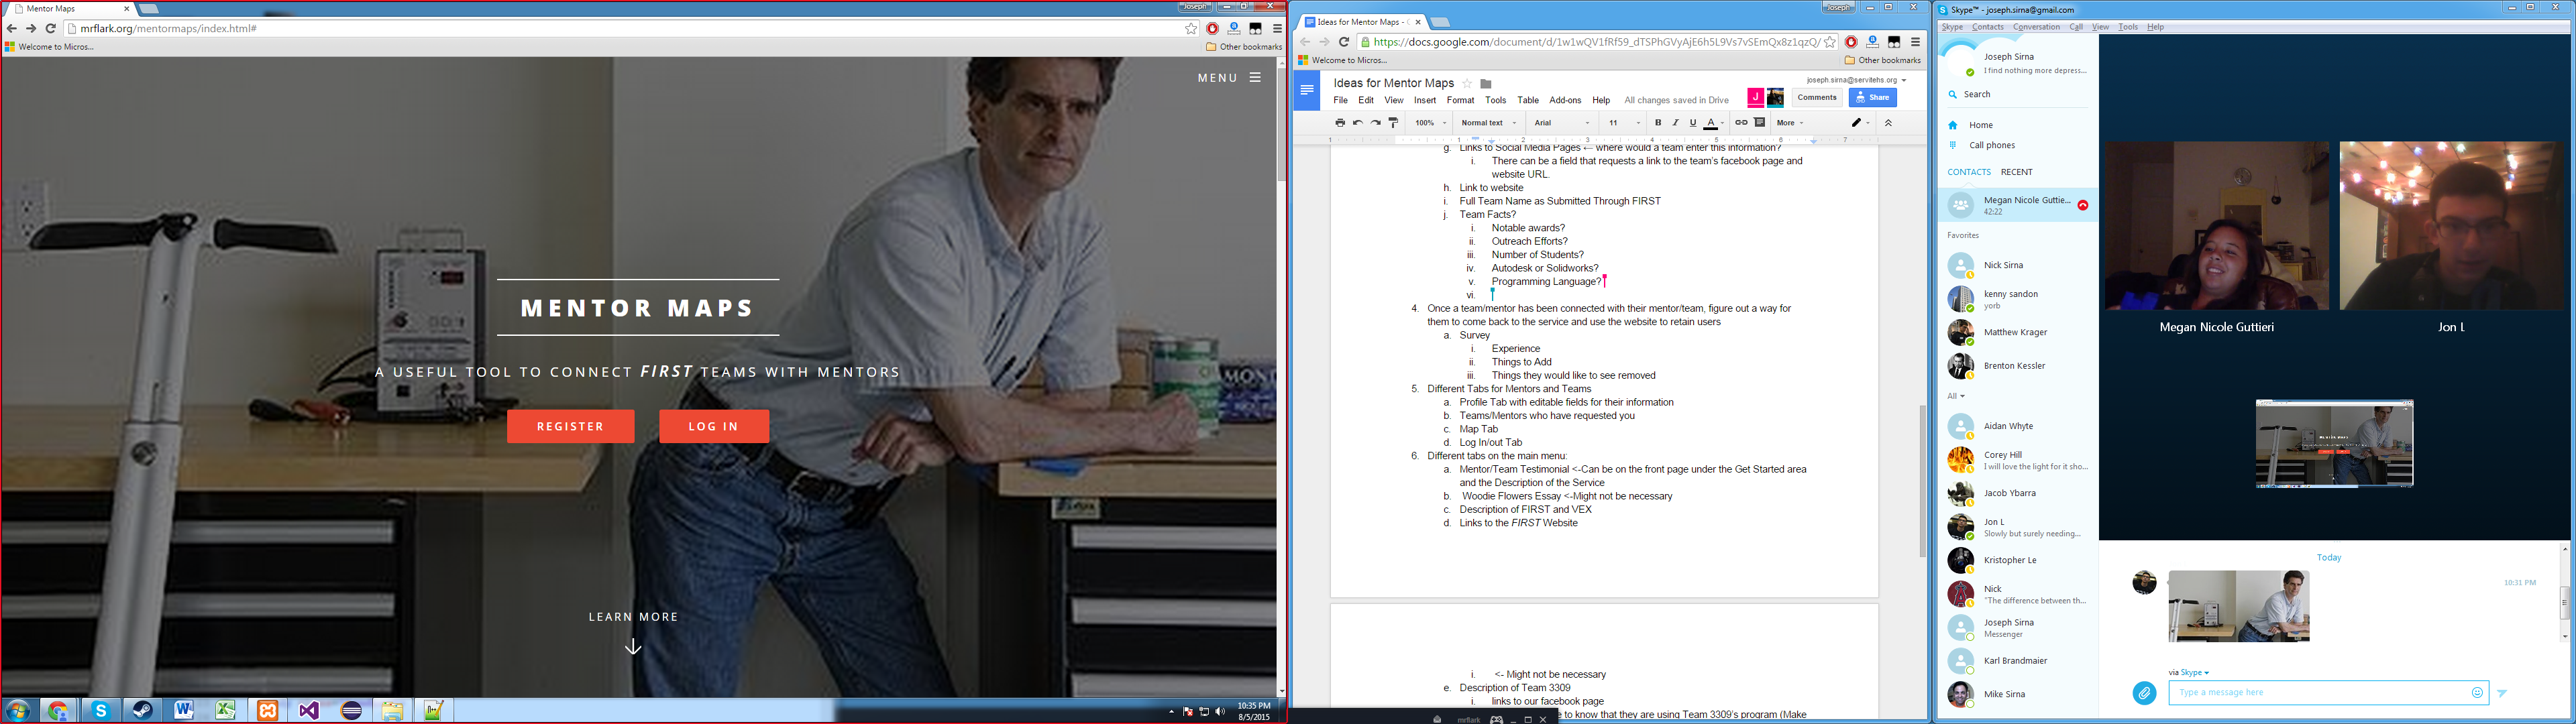 Mentor Maps
Joseph
mrflark.org/mentormaps/index.html#
Welcome to Micros...
Other bookmarks
MENU
MENTOR MAPS
A USEFUL TOOL TO CONNECT FIRST TEAMS WITH MENTORS
REGISTER
LOG IN
LEARN MORE
10:35 PM
8/5/2015
Ideas for Mentor Maps -
Joseph
https://docs.google.com/document/d/1w1wQV1fRf59_dTSPhGVyAjE6h5L9Vs7vSEmQx8z1qzQ/
Welcome to Micros...
Other bookmarks
Ideas for Mentor Maps
joseph.sirna@servitehs.org
File Edit View Insert Format Tools Table Add-ons Help All changes saved in Drive
J
Comments
Share
100% Normal text Arial 11 B I U A More
1 1 2 3 4 5 6 7
g. Links to Social Media Pages ← where would a team enter this information?
i. There can be a field that requests a link to the team's facebook page and
website URL.
h. Link to website
i. Full Team Name as Submitted Through FIRST
j. Team Facts?
i. Notable awards?
ii. Outreach Efforts?
iii. Number of Students?
iv. Autodesk or Solidworks?
v. Programming Language?
vi.
4. Once a team/mentor has been connected with their mentor/team, figure out a way for
them to come back to the service and use the website to retain users
a. Survey
i. Experience
ii. Things to Add
iii. Things they would like to see removed
5. Different Tabs for Mentors and Teams
a. Profile Tab with editable fields for their information
b. Teams/Mentors who have requested you
c. Map Tab
d. Log In/out Tab
6. Different tabs on the main menu:
a. Mentor/Team Testimonial <-Can be on the front page under the Get Started area
and the Description of the Service
b. Woodie Flowers Essay <-Might not be necessary
c. Description of FIRST and VEX
d. Links to the FIRST Website
i. <- Might not be necessary
e. Description of Team 3309
i. links to our facebook page
to know that they are using Team 3309's program (Make
mrflark
Skype™ - joseph.sirna@gmail.com
Skype Contacts Conversation Call View Tools Help
Joseph Sirna
I find nothing more depress...
Search
Home
Call phones
CONTACTS RECENT
Megan Nicole Guttie...
42:22
Favorites
Nick Sirna
kenny sandon
yorb
Matthew Krager
Brenton Kessler
All
Aidan Whyte
Corey Hill
I will love the light for it sho...
Jacob Ybarra
Jon L
Slowly but surely needing...
Kristopher Le
Nick
"The difference between th...
Joseph Sirna
Messenger
Karl Brandmaier
Mike Sirna
Megan Nicole Guttieri
Jon L
Today
10:31 PM
via Skype
Type a message here